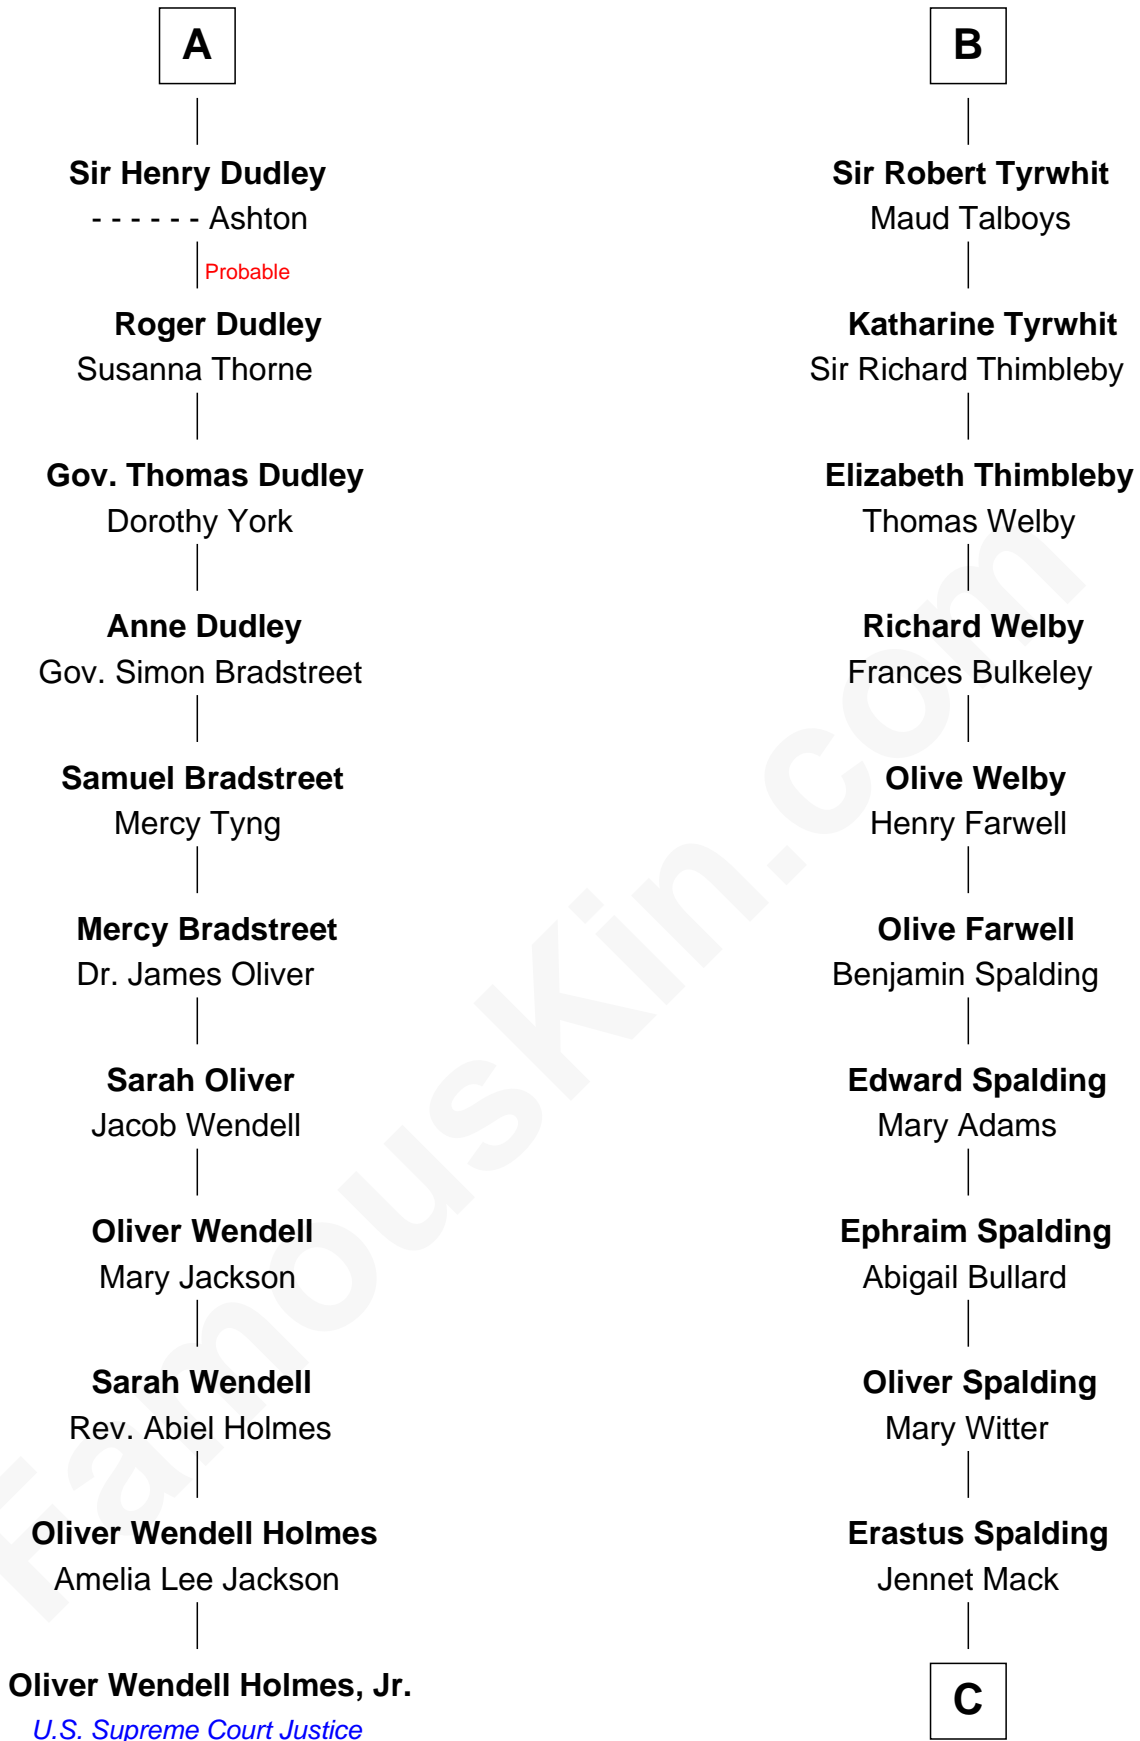 A
Sir Henry Dudley
- - - - - - Ashton
Probable
Roger Dudley
Susanna Thorne
Gov. Thomas Dudley
Dorothy York
Anne Dudley
Gov. Simon Bradstreet
Samuel Bradstreet
Mercy Tyng
Mercy Bradstreet
Dr. James Oliver
Sarah Oliver
Jacob Wendell
Oliver Wendell
Mary Jackson
Sarah Wendell
Rev. Abiel Holmes
Oliver Wendell Holmes
Amelia Lee Jackson
Oliver Wendell Holmes, Jr.
U.S. Supreme Court Justice
B
Sir Robert Tyrwhit
Maud Talboys
Katharine Tyrwhit
Sir Richard Thimbleby
Elizabeth Thimbleby
Thomas Welby
Richard Welby
Frances Bulkeley
Olive Welby
Henry Farwell
Olive Farwell
Benjamin Spalding
Edward Spalding
Mary Adams
Ephraim Spalding
Abigail Bullard
Oliver Spalding
Mary Witter
Erastus Spalding
Jennet Mack
C
FamousKin.com